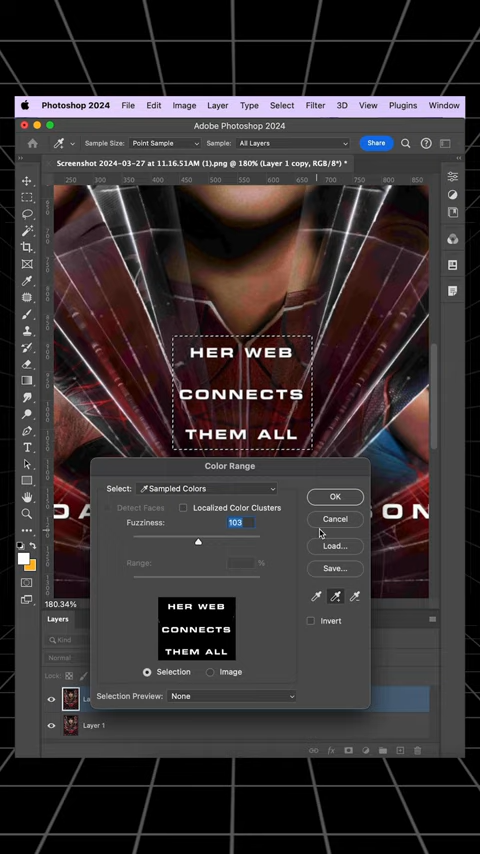 Photoshop 2024 File Edit Image Layer Type Select Filter 3D View Plugins Window
Adobe Photoshop 2024
Sample Size: Point Sample Sample: All Layers Share
Screenshot 2024-03-27 at 11.16.51AM (1).png @ 180% (Layer 1 copy, RGB/8*) *
250 300 350 400 450 500 550 600 650 700 750 800 850
HER WEB
CONNECTS
THEM ALL
Color Range
Select: Sampled Colors
OK
Detect Faces Localized Color Clusters
Fuzziness: 103
Cancel
Load...
Range: %
Save...
HER WEB
CONNECTS
THEM ALL
Invert
Selection Image
Selection Preview: None
180.34%
Layers
Kind
Normal
Lock:
Layer 1